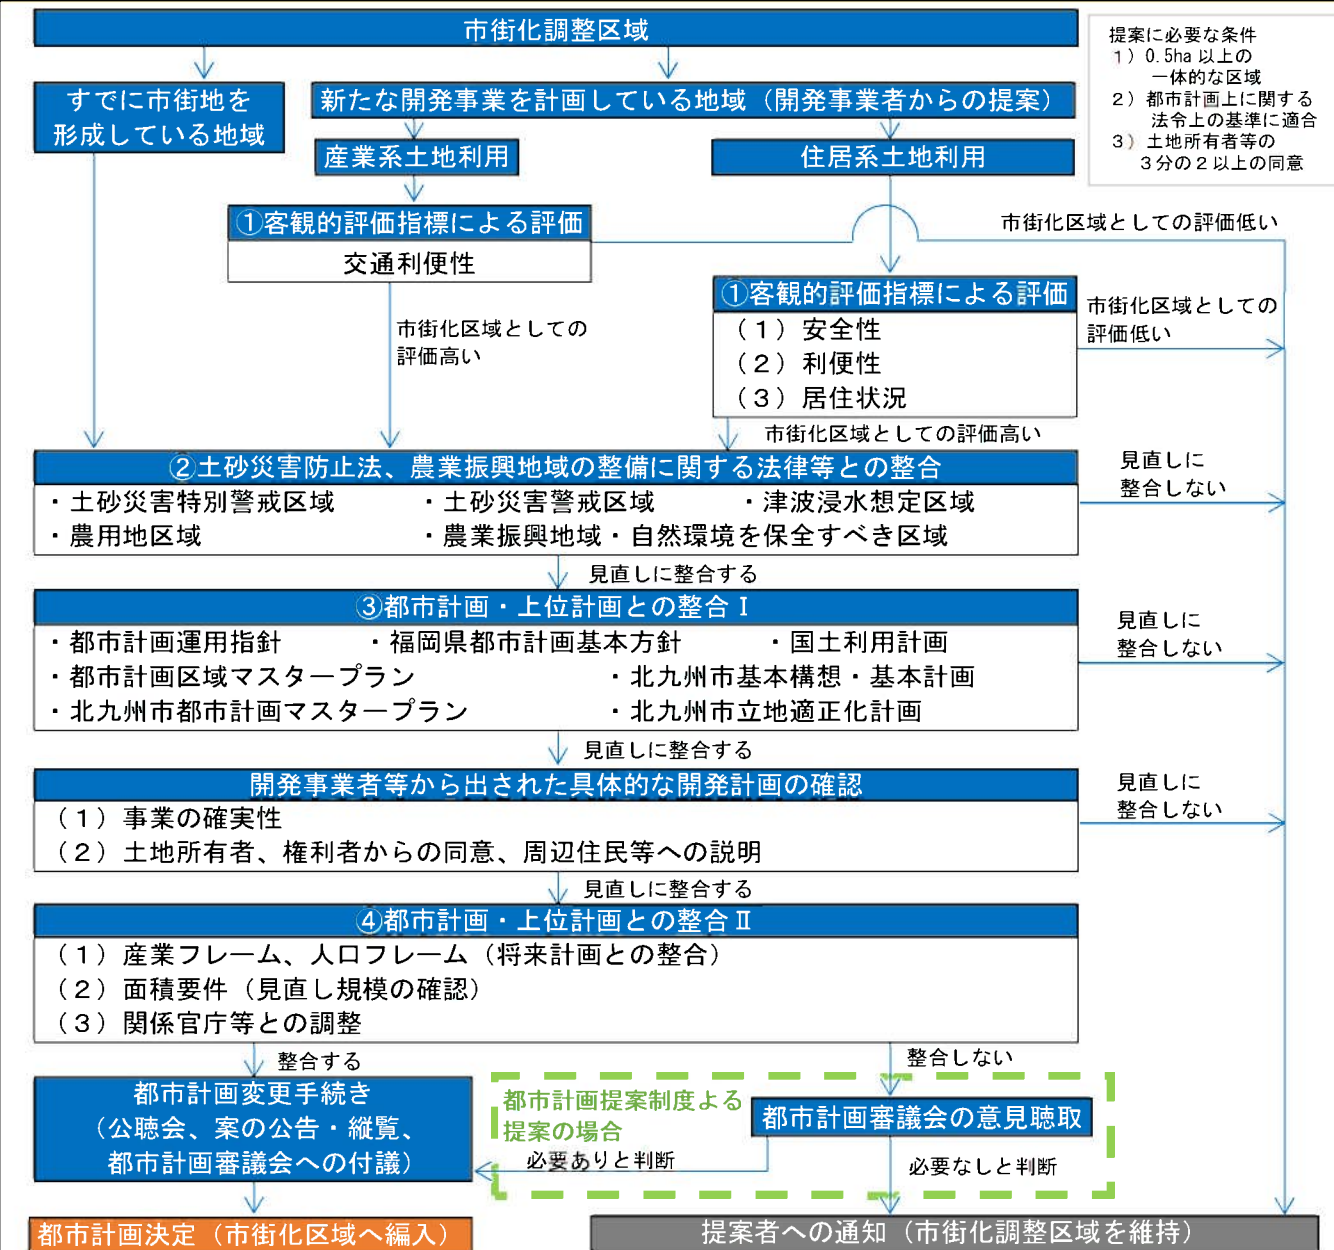 市街化調整区域
提案に必要な条件
1）0.5ha 以上の
一体的な区域
2）都市計画上に関する
法令上の基準に適合
3）土地所有者等の
3分の2以上の同意
すでに市街地を
形成している地域
新たな開発事業を計画している地域（開発事業者からの提案）
産業系土地利用
住居系土地利用
①客観的評価指標による評価
交通利便性
市街化区域としての評価低い
①客観的評価指標による評価
（1）安全性
（2）利便性
（3）居住状況
市街化区域としての
評価低い
市街化区域としての
評価高い
市街化区域としての評価高い
②土砂災害防止法、農業振興地域の整備に関する法律等との整合
・土砂災害特別警戒区域 ・土砂災害警戒区域 ・津波浸水想定区域
・農用地区域 ・農業振興地域・自然環境を保全すべき区域
見直しに
整合しない
見直しに整合する
③都市計画・上位計画との整合Ⅰ
・都市計画運用指針 ・福岡県都市計画基本方針 ・国土利用計画
・都市計画区域マスタープラン ・北九州市基本構想・基本計画
・北九州市都市計画マスタープラン ・北九州市立地適正化計画
見直しに
整合しない
見直しに整合する
開発事業者等から出された具体的な開発計画の確認
（1）事業の確実性
（2）土地所有者、権利者からの同意、周辺住民等への説明
見直しに
整合しない
見直しに整合する
④都市計画・上位計画との整合Ⅱ
（1）産業フレーム、人口フレーム（将来計画との整合）
（2）面積要件（見直し規模の確認）
（3）関係官庁等との調整
整合する
整合しない
都市計画変更手続き
（公聴会、案の公告・縦覧、
都市計画審議会への付議）
都市計画提案制度よる
提案の場合
都市計画審議会の意見聴取
必要ありと判断
必要なしと判断
都市計画決定（市街化区域へ編入）
提案者への通知（市街化調整区域を維持）